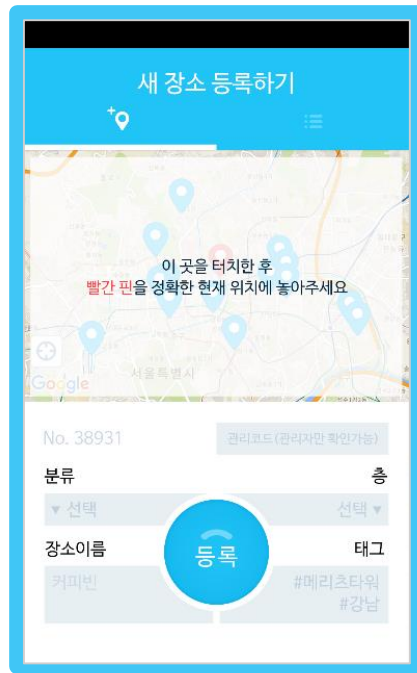 새 장소 등록하기
이 곳을 터치한 후
빨간 핀을 정확한 현재 위치에 놓아주세요
Google
서울특별시
No. 38931
관리코드(관리자만 확인가능)
분류
층
▼ 선택
선택 ▼
장소이름
등록
태그
커피빈
#메리츠타워
#강남